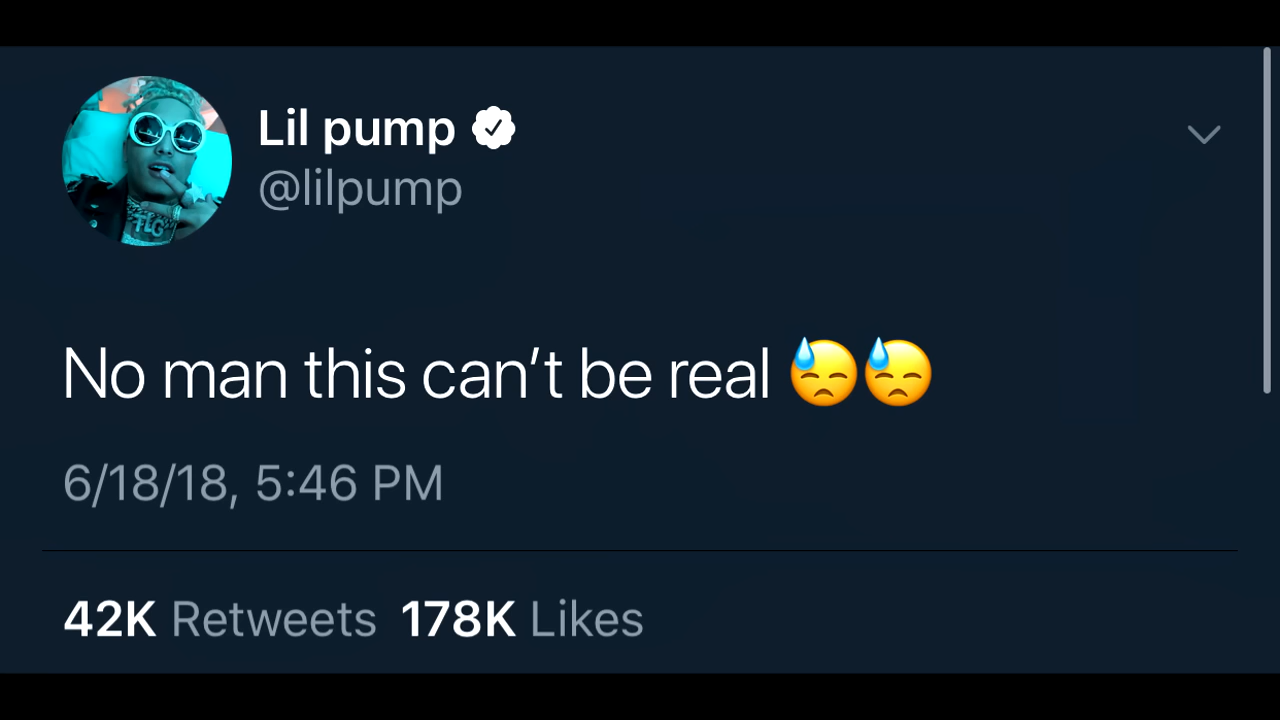 Lil pump
@lilpump
TLG
No man this can’t be real 😓😓
6/18/18, 5:46 PM
42K Retweets 178K Likes